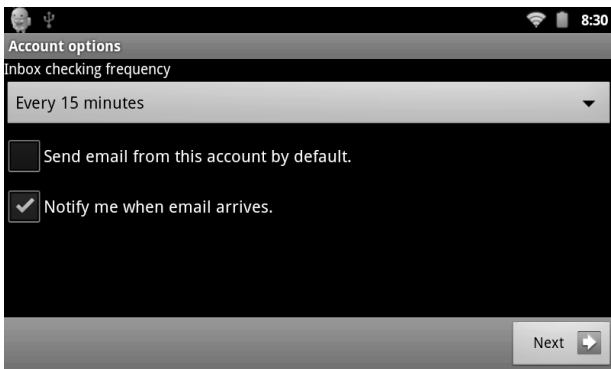 8:30
Account options
Inbox checking frequency
Every 15 minutes
Send email from this account by default.
Notify me when email arrives.
Next